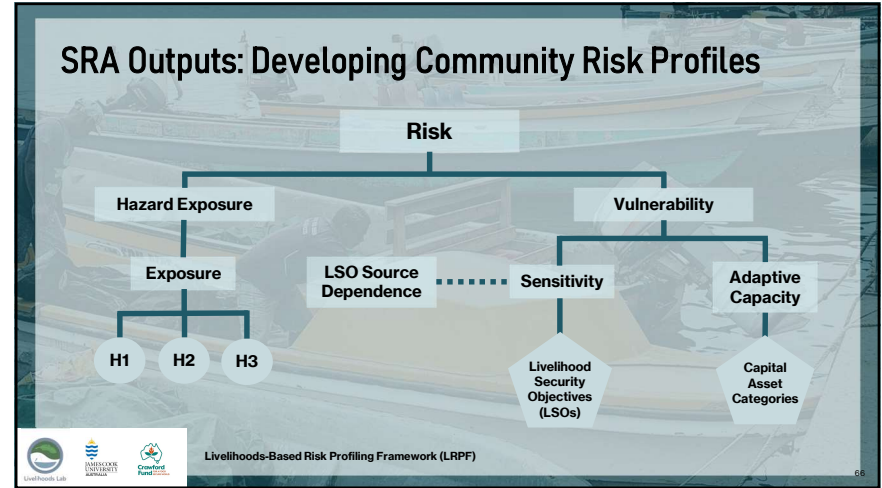 SRA Outputs: Developing Community Risk Profiles
Risk
Hazard Exposure
Vulnerability
Exposure
LSO Source
Dependence
Sensitivity
Adaptive
Capacity
H1
H2
H3
Livelihood
Security
Objectives
(LSOs)
Capital
Asset
Categories
Livelihoods Lab
JAMES COOK
UNIVERSITY
AUSTRALIA
Crawford
Fund
Livelihoods-Based Risk Profiling Framework (LRPF)
66